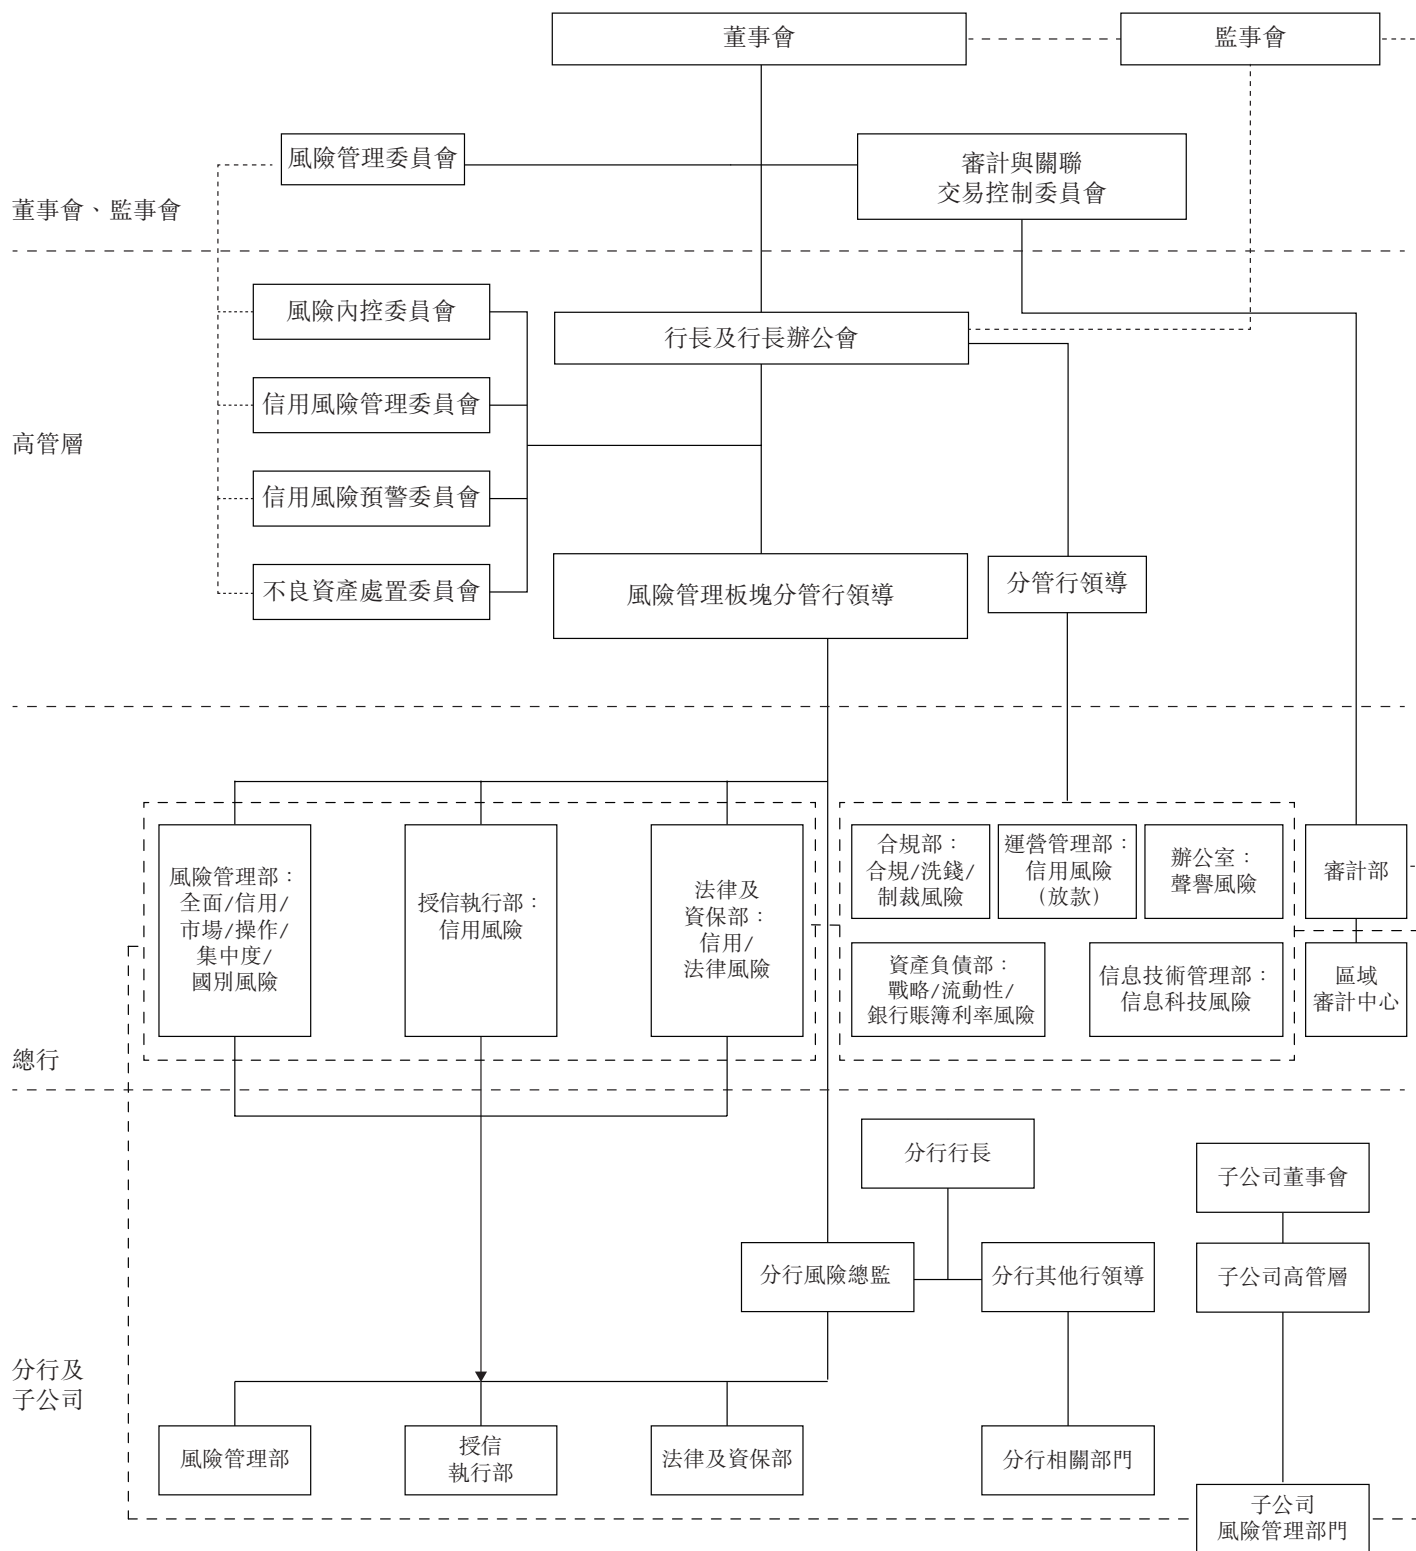 董事會
監事會
風險管理委員會
審計與關聯
交易控制委員會
董事會、監事會
風險內控委員會
行長及行長辦公會
信用風險管理委員會
高管層
信用風險預警委員會
不良資產處置委員會
風險管理板塊分管行領導
分管行領導
風險管理部：
全面/信用/
市場/操作/
集中度/
國別風險
授信執行部：
信用風險
法律及
資保部：
信用/
法律風險
合規部：
合規/洗錢/
制裁風險
運營管理部：
信用風險
（放款）
辦公室：
聲譽風險
審計部
資產負債部：
戰略/流動性/
銀行賬簿利率風險
信息技術管理部：
信息科技風險
區域
審計中心
總行
分行行長
子公司董事會
分行風險總監
分行其他行領導
子公司高管層
分行及
子公司
風險管理部
授信
執行部
法律及資保部
分行相關部門
子公司
風險管理部門